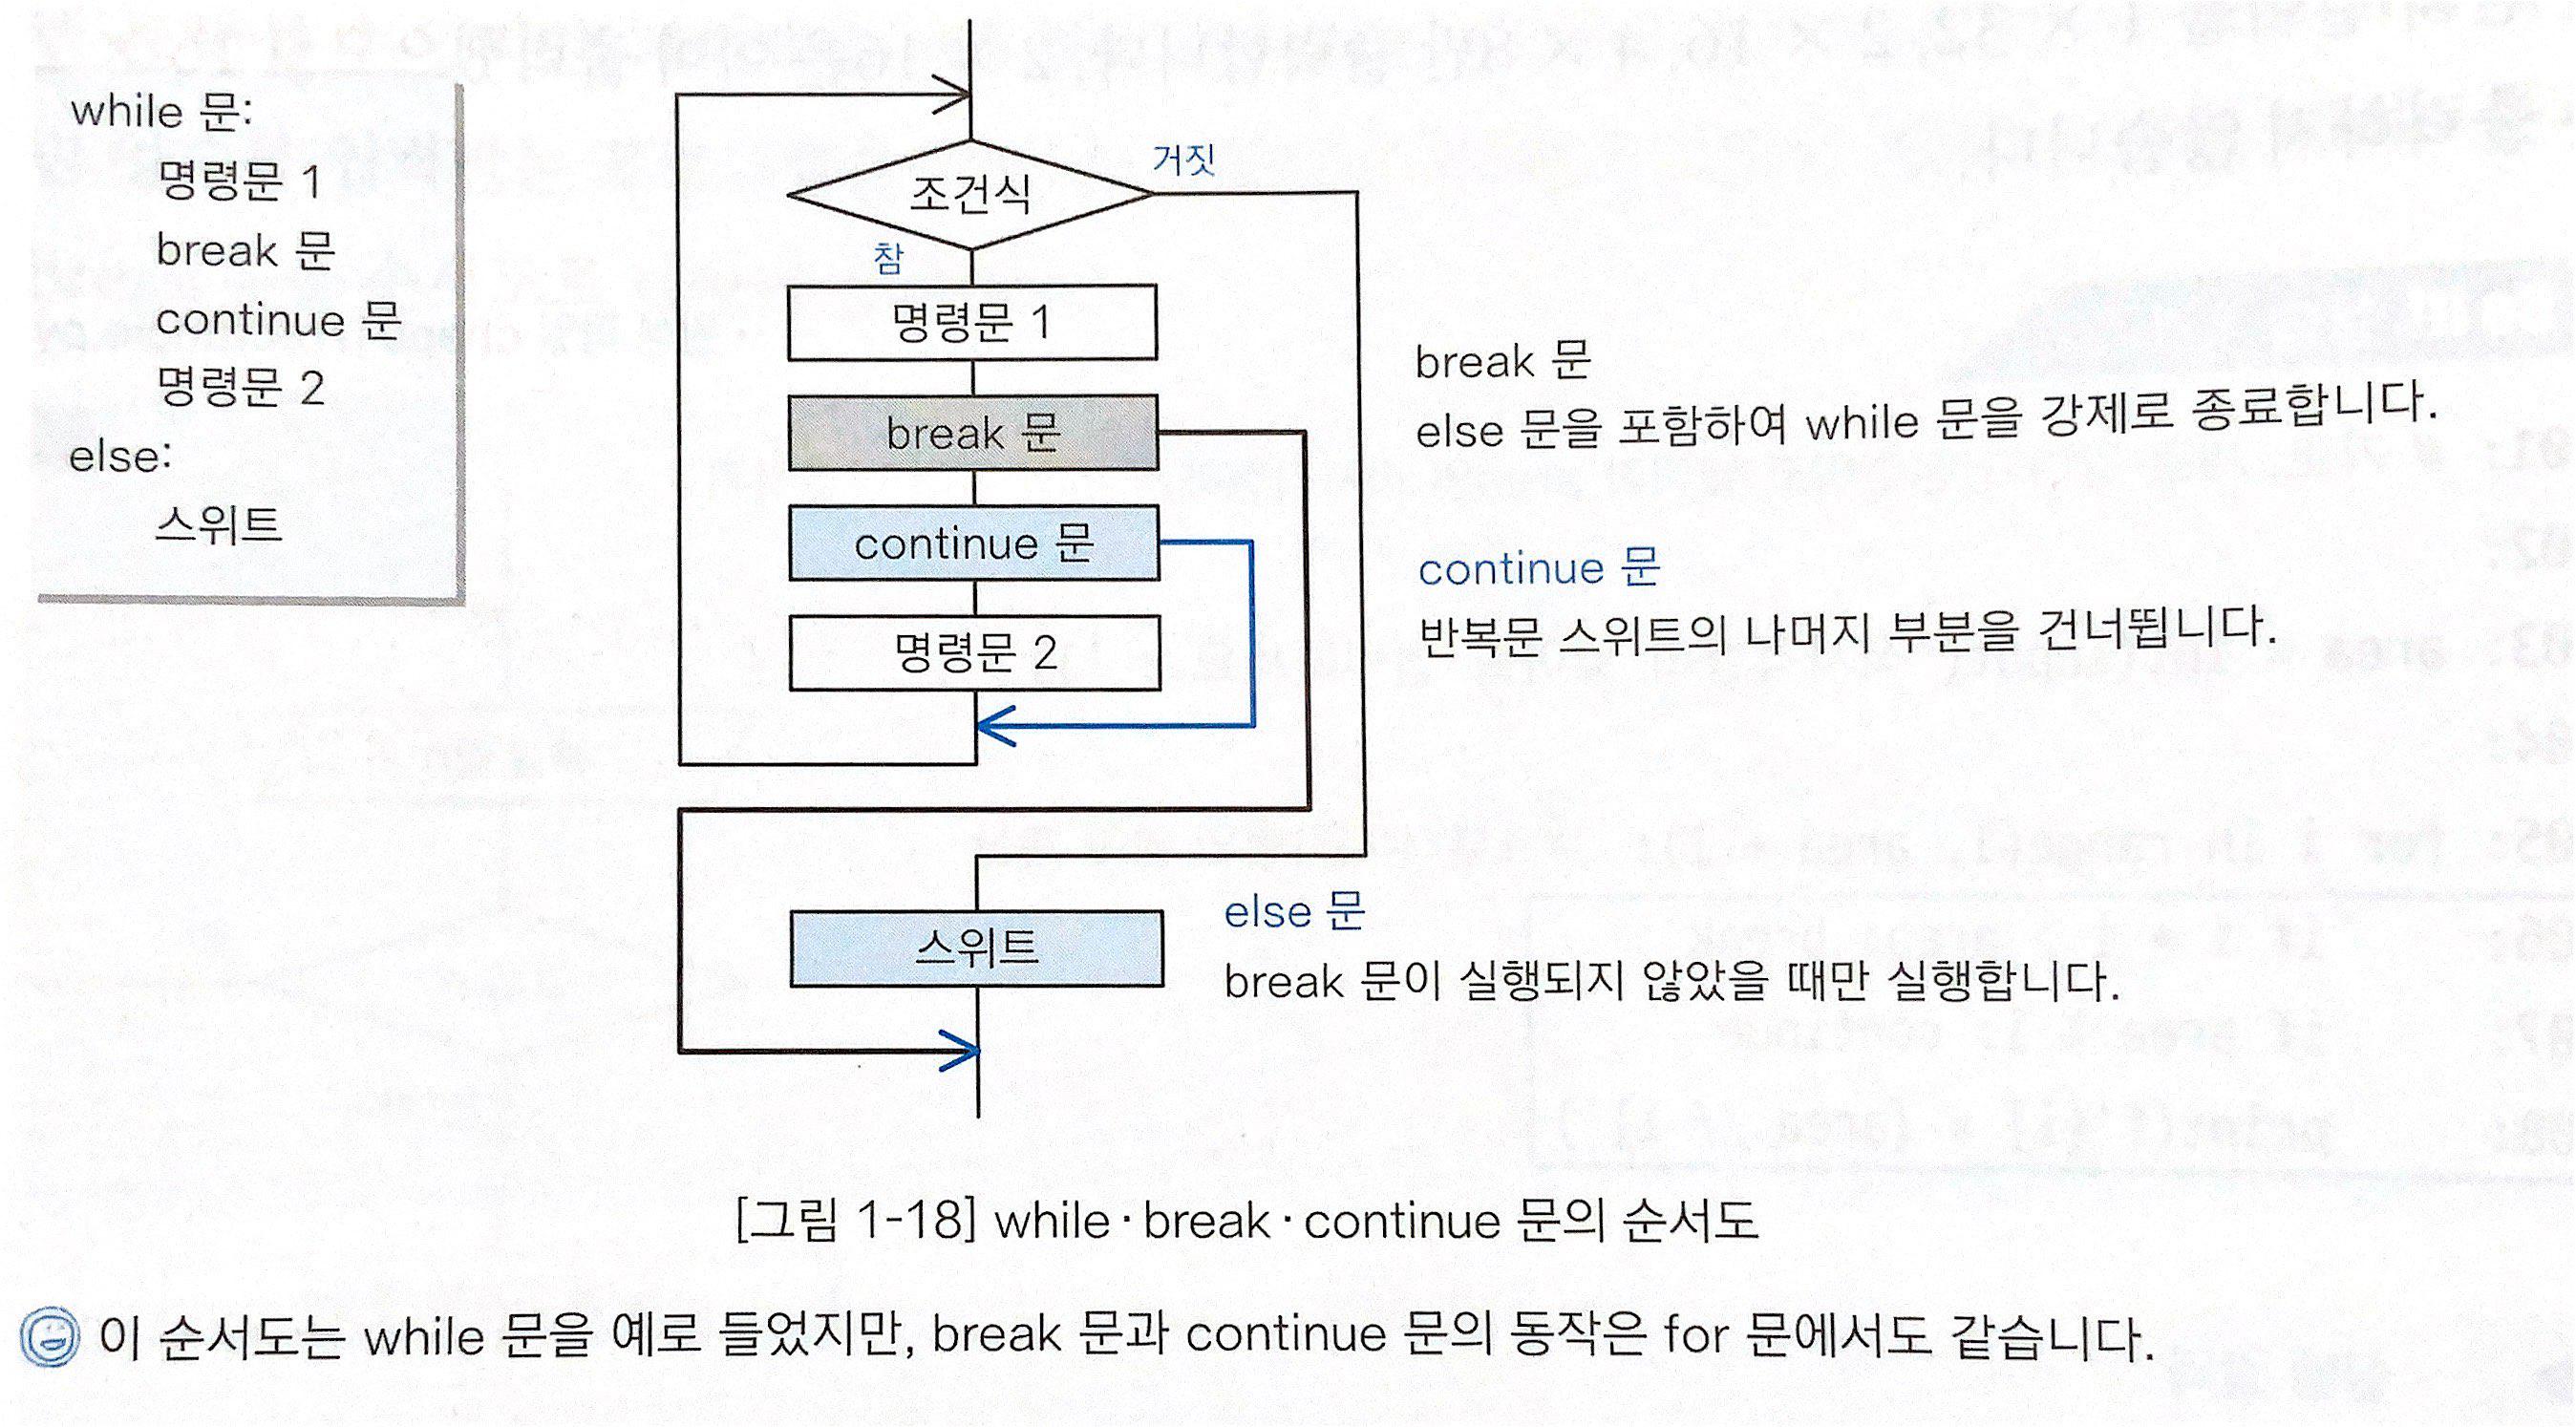 while 문:
명령문 1
break 문
continue 문
명령문 2
else:
스위트
조건식
거짓
참
명령문 1
break 문
continue 문
명령문 2
스위트
break 문
else 문을 포함하여 while 문을 강제로 종료합니다.
continue 문
반복문 스위트의 나머지 부분을 건너뜁니다.
else 문
break 문이 실행되지 않았을 때만 실행합니다.
[그림 1-18] while·break·continue 문의 순서도
이 순서도는 while 문을 예로 들었지만, break 문과 continue 문의 동작은 for 문에서도 같습니다.